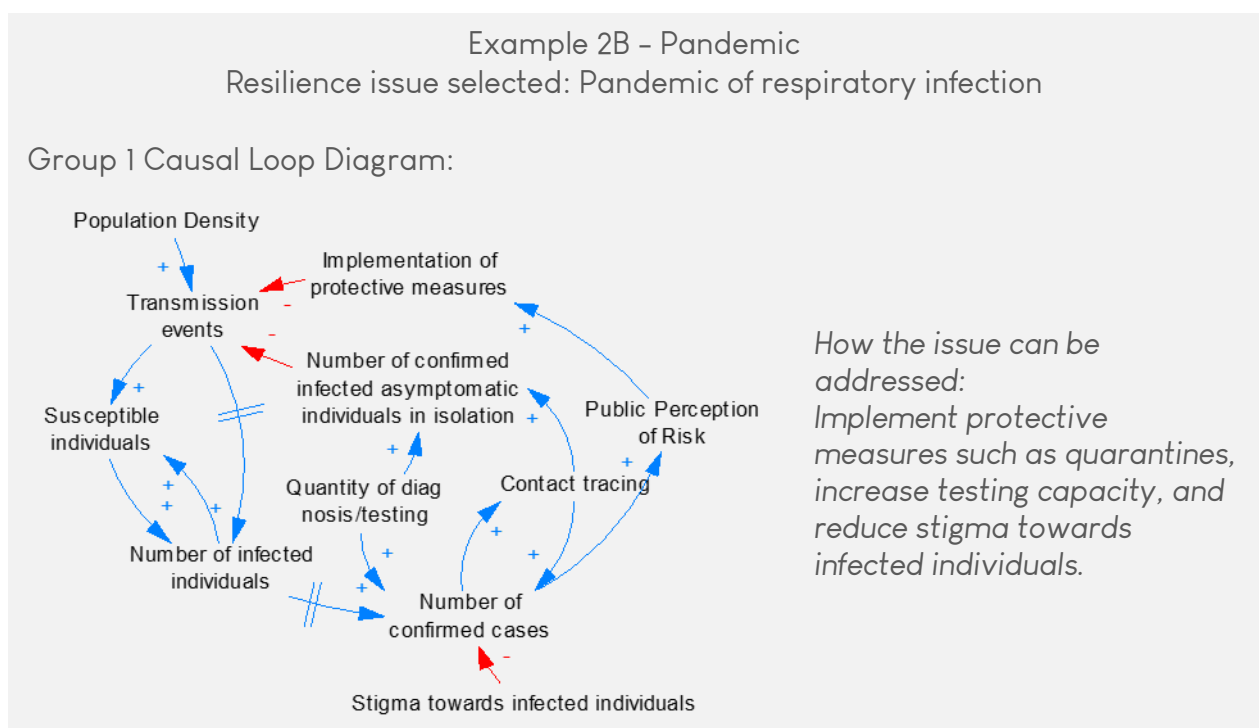 Example 2B - Pandemic
Resilience issue selected: Pandemic of respiratory infection
Group 1 Causal Loop Diagram:
Population Density
+
Implementation of
protective measures
Transmission
events
-
-
+
Number of confirmed
infected asymptomatic
individuals in isolation
+
+
Susceptible
individuals
Public Perception
of Risk
+
+
Contact tracing
+
+
+
Quantity of diag
nosis/testing
+
Number of infected
individuals
+
+
+
Number of
confirmed cases
-
Stigma towards infected individuals
How the issue can be
addressed:
Implement protective
measures such as quarantines,
increase testing capacity, and
reduce stigma towards
infected individuals.